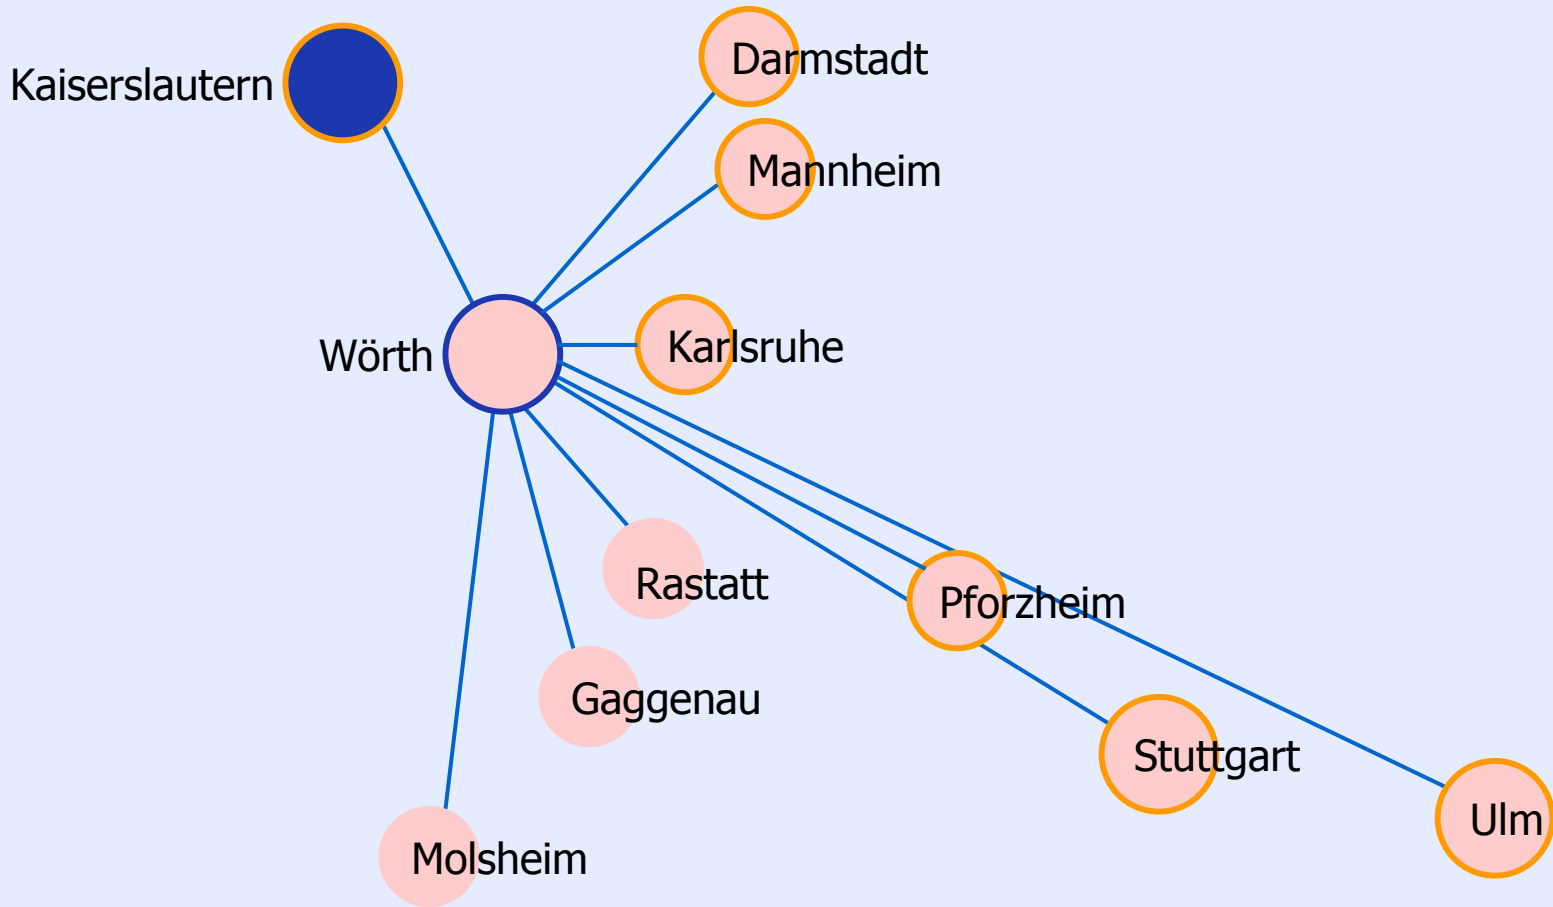 Darmstadt
Kaiserslautern
Mannheim
Karlsruhe
Wörth
Rastatt
Pforzheim
Gaggenau
Stuttgart
Ulm
Molsheim